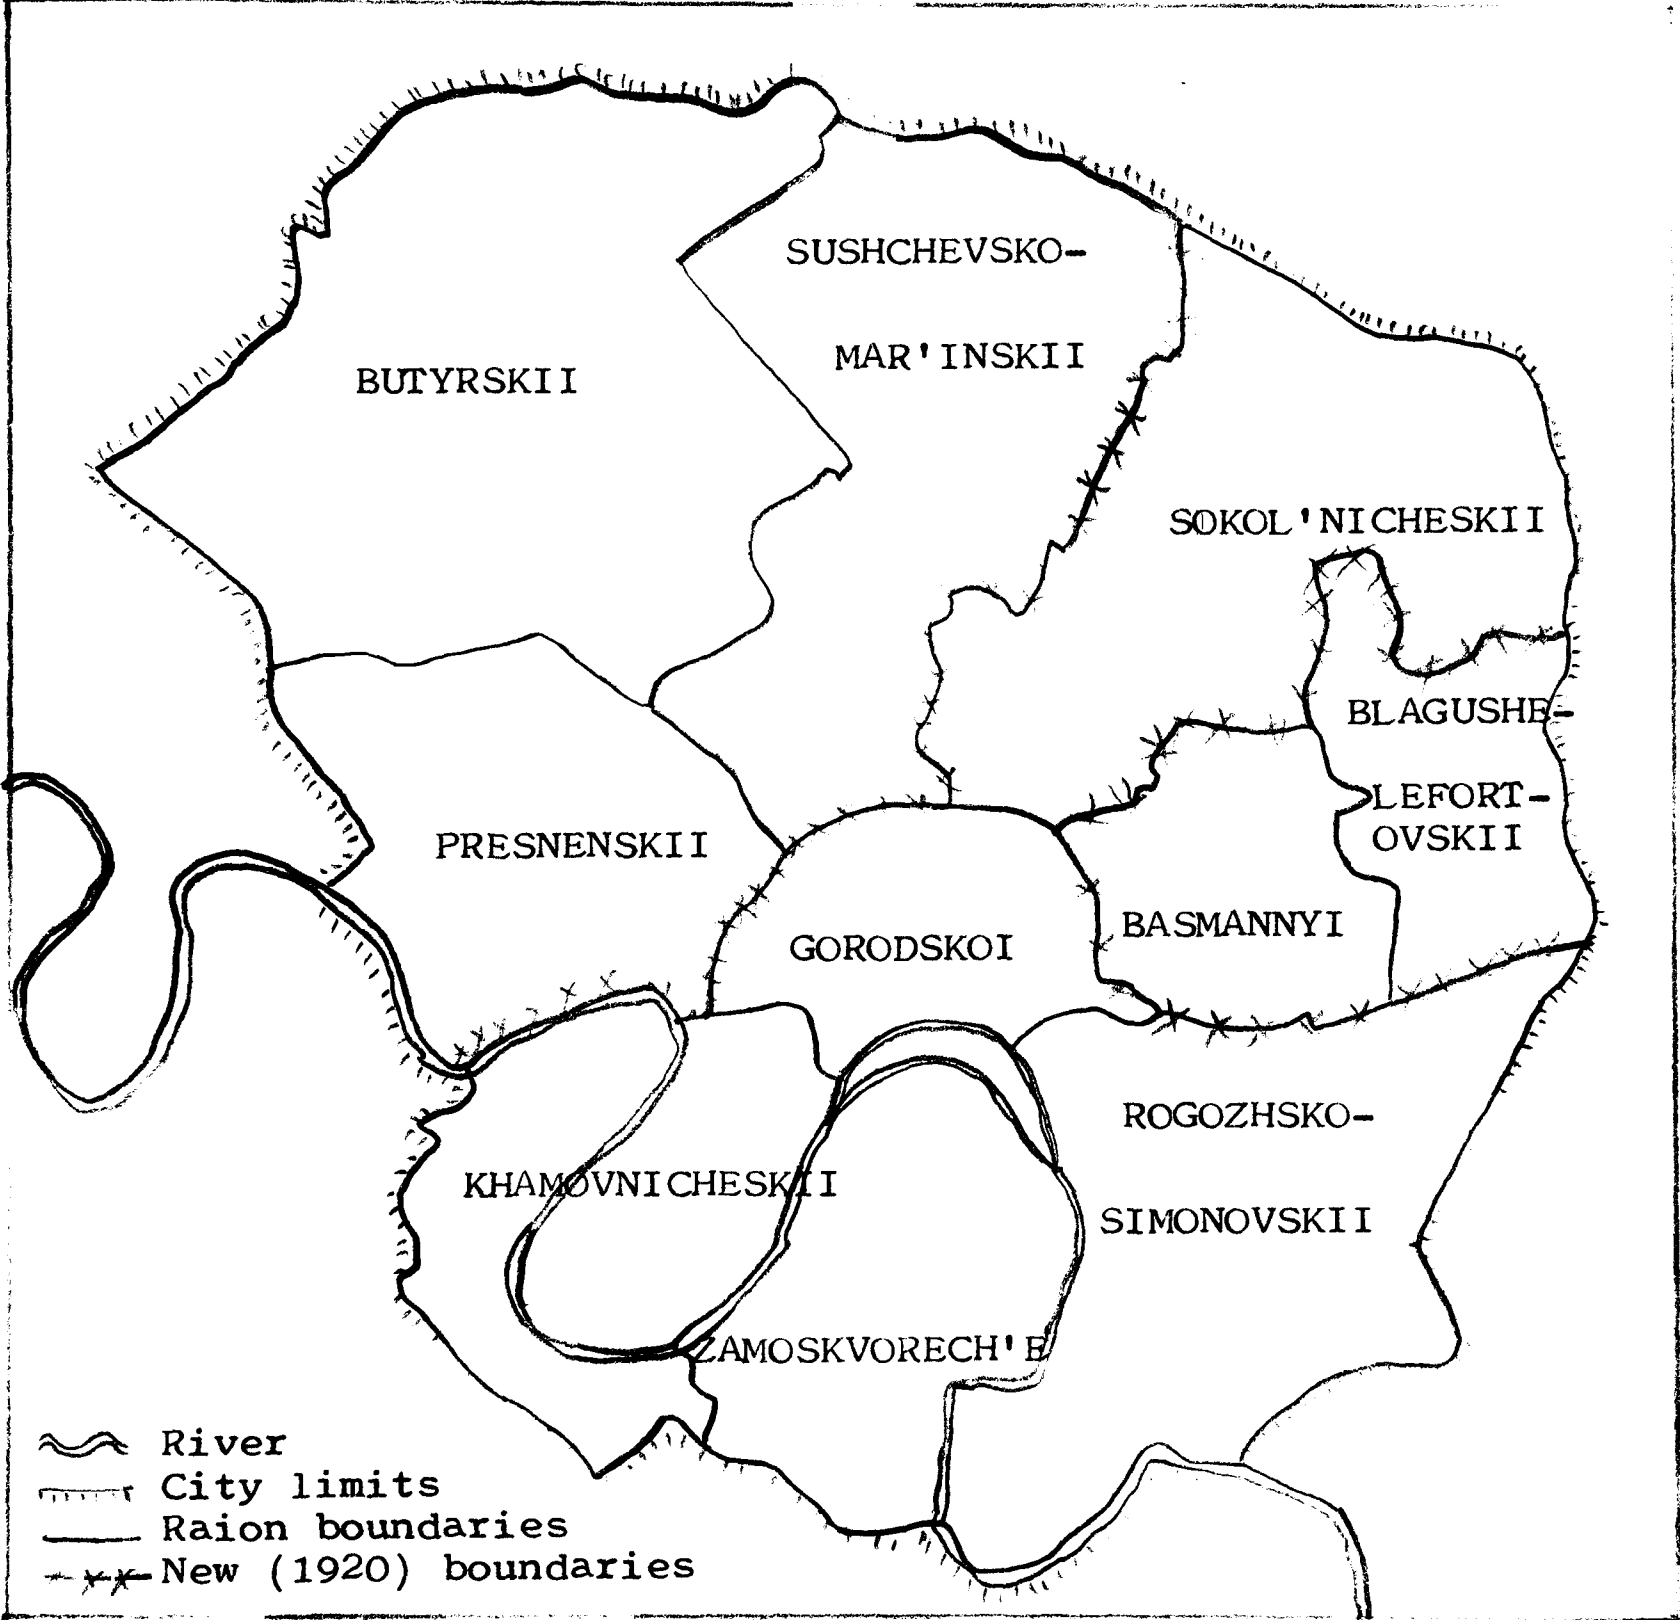 SUSHCHEVSKO-
MAR'INSKII
BUTYRSKII
SOKOL'NICHESKII
BLAGUSHE-
LEFORT-
OVSKII
PRESNENSKII
GORODSKOI
BASMANNYI
ROGOZHSKO-
SIMONOVSKII
KHAMOVNICHESKII
ZAMOSKVORECH'E
River
City limits
Raion boundaries
New (1920) boundaries